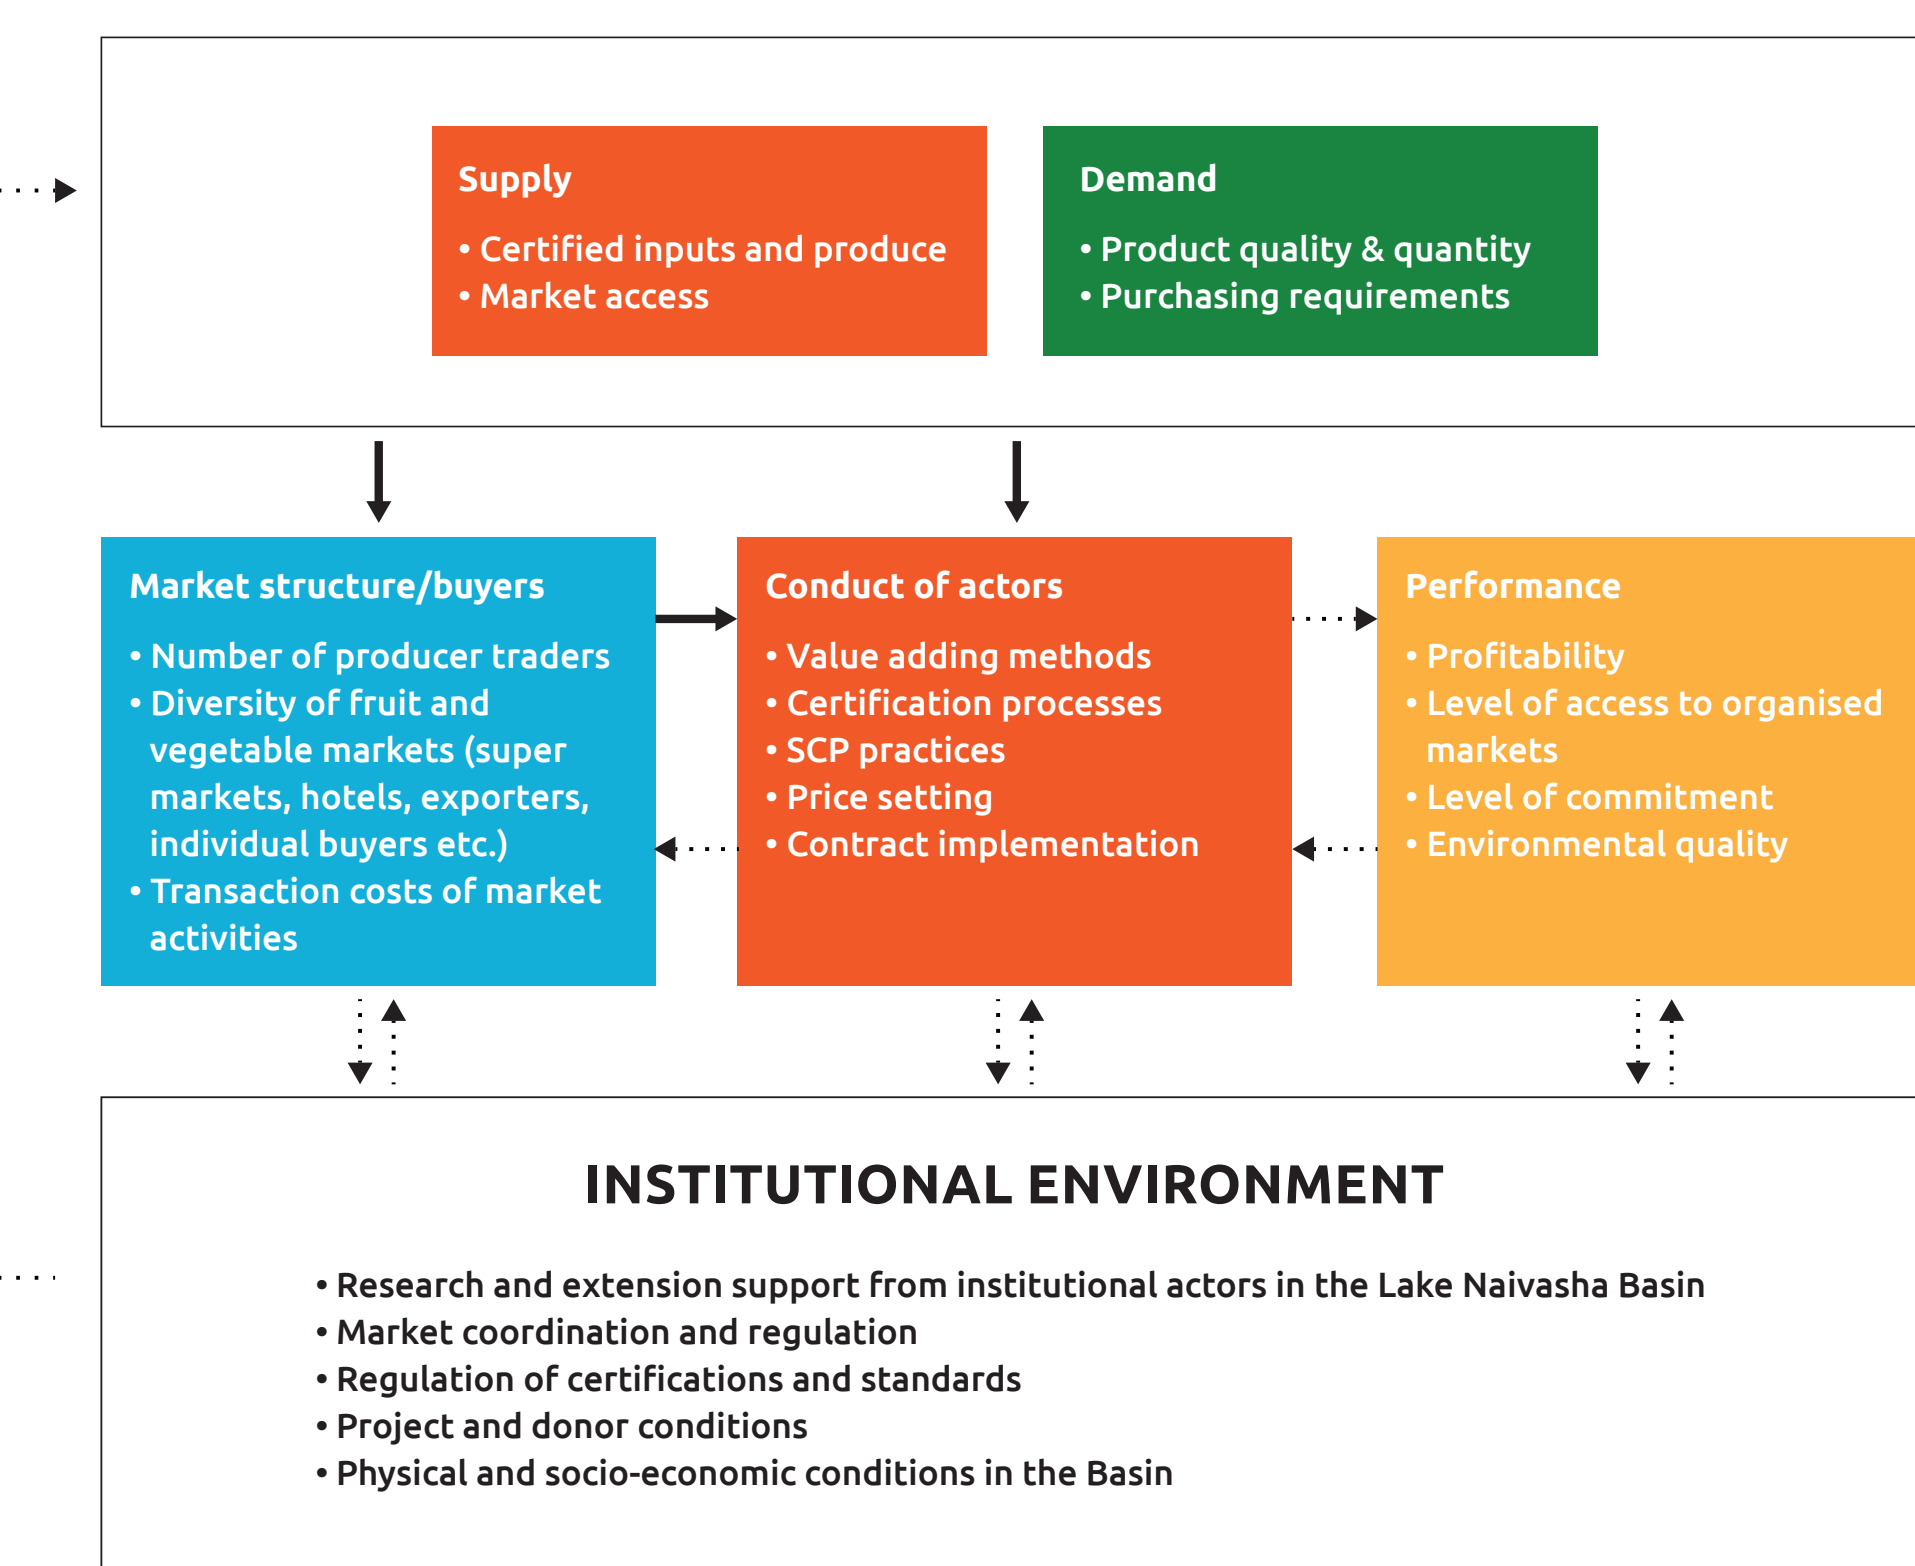 Supply
• Certified inputs and produce
• Market access
Demand
• Product quality & quantity
• Purchasing requirements
Market structure/buyers
• Number of producer traders
• Diversity of fruit and
vegetable markets (super
markets, hotels, exporters,
individual buyers etc.)
• Transaction costs of market
activities
Conduct of actors
• Value adding methods
• Certification processes
• SCP practices
• Price setting
• Contract implementation
Performance
• Profitability
• Level of access to organised
markets
• Level of commitment
• Environmental quality
INSTITUTIONAL ENVIRONMENT
• Research and extension support from institutional actors in the Lake Naivasha Basin
• Market coordination and regulation
• Regulation of certifications and standards
• Project and donor conditions
• Physical and socio-economic conditions in the Basin